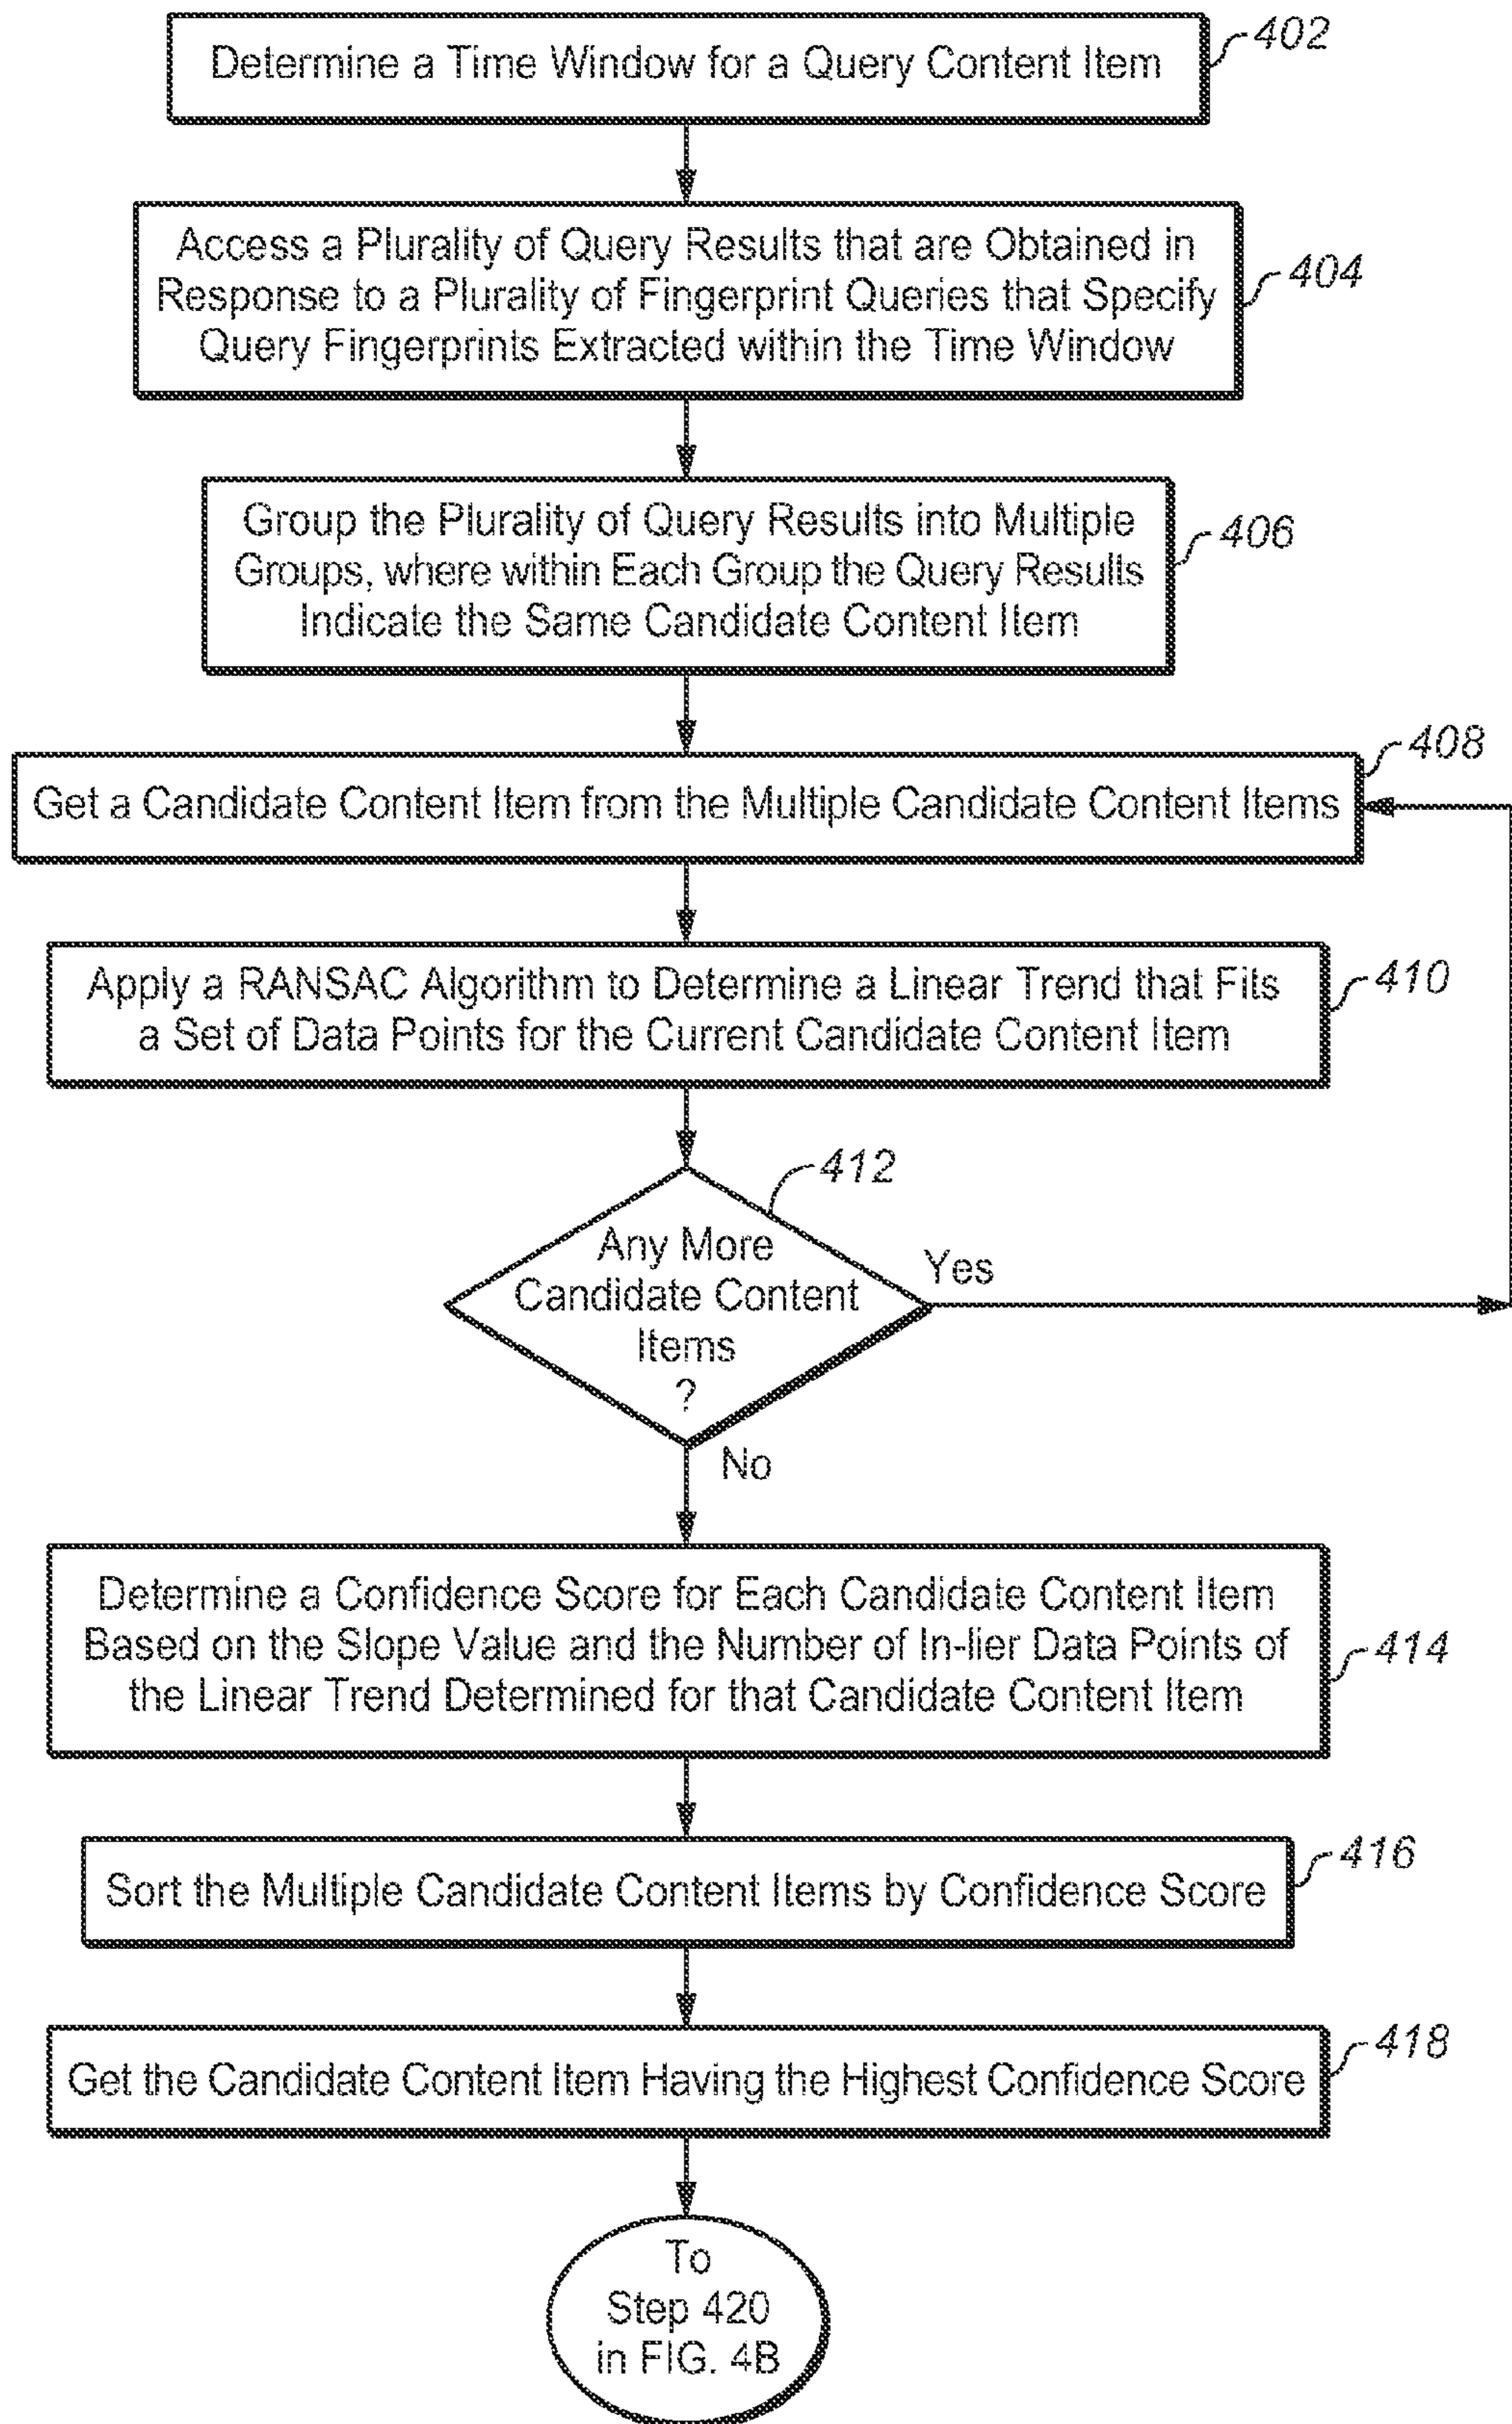 Determine a Time Window for a Query Content Item
402
Access a Plurality of Query Results that are Obtained in
Response to a Plurality of Fingerprint Queries that Specify
Query Fingerprints Extracted within the Time Window
404
Group the Plurality of Query Results into Multiple
Groups, where within Each Group the Query Results
Indicate the Same Candidate Content Item
406
408
Get a Candidate Content Item from the Multiple Candidate Content Items
Apply a RANSAC Algorithm to Determine a Linear Trend that Fits
a Set of Data Points for the Current Candidate Content Item
410
412
Any More
Candidate Content
Items
?
Yes
No
Determine a Confidence Score for Each Candidate Content Item
Based on the Slope Value and the Number of In-lier Data Points of
the Linear Trend Determined for that Candidate Content Item
414
Sort the Multiple Candidate Content Items by Confidence Score
416
Get the Candidate Content Item Having the Highest Confidence Score
418
To
Step 420
in FIG. 4B